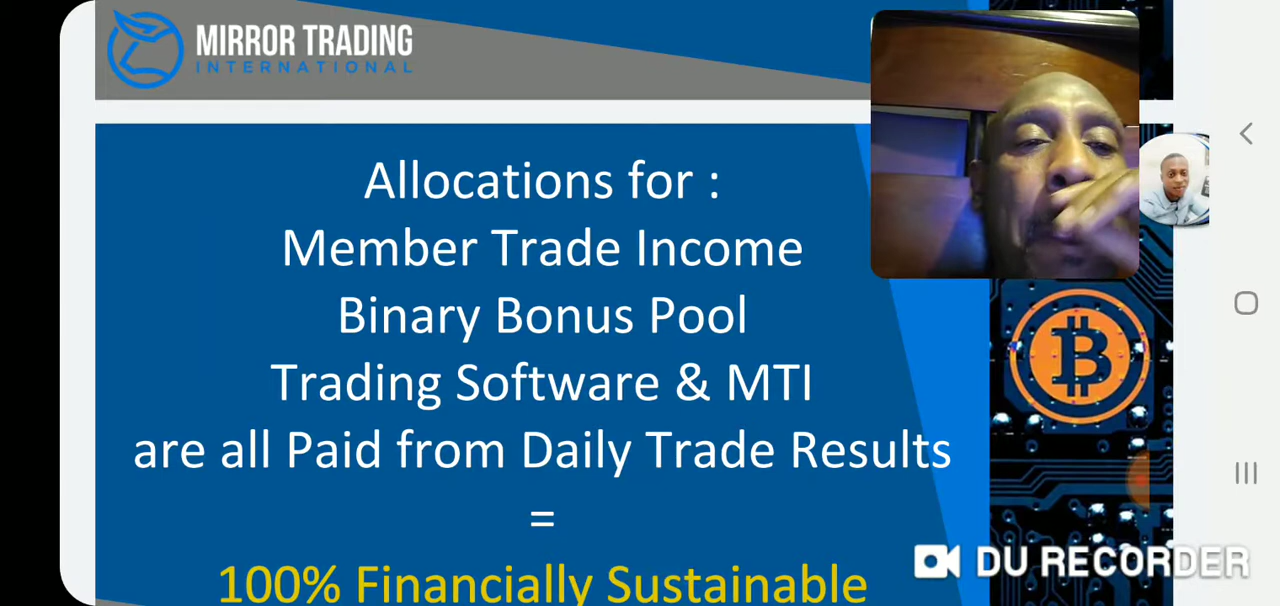 MIRROR TRADING
INTERNATIONAL
Allocations for :
Member Trade Income
Binary Bonus Pool
Trading Software & MTI
are all Paid from Daily Trade Results
=
100% Financially Sustainable
DU RECORDER